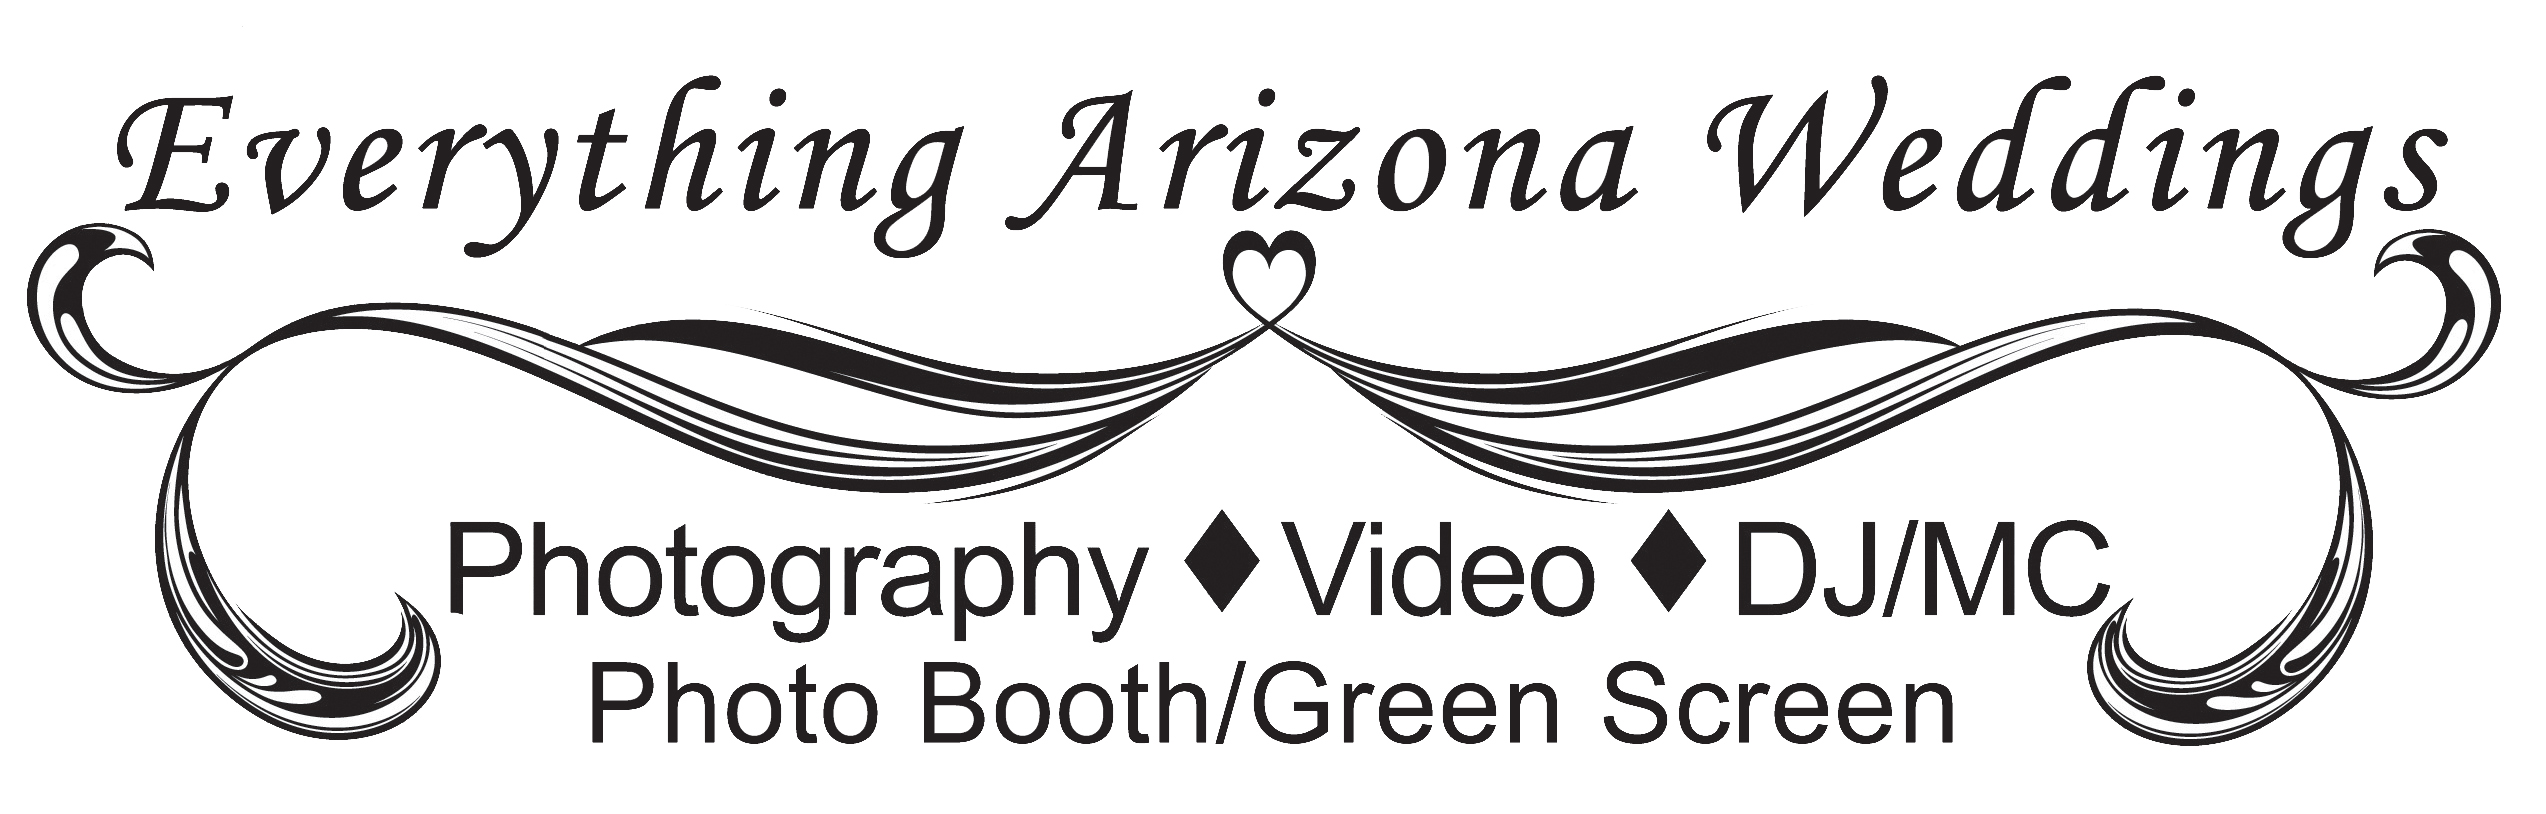 Everything Arizona Weddings
Photography ♦ Video ♦ DJ/MC
Photo Booth/Green Screen